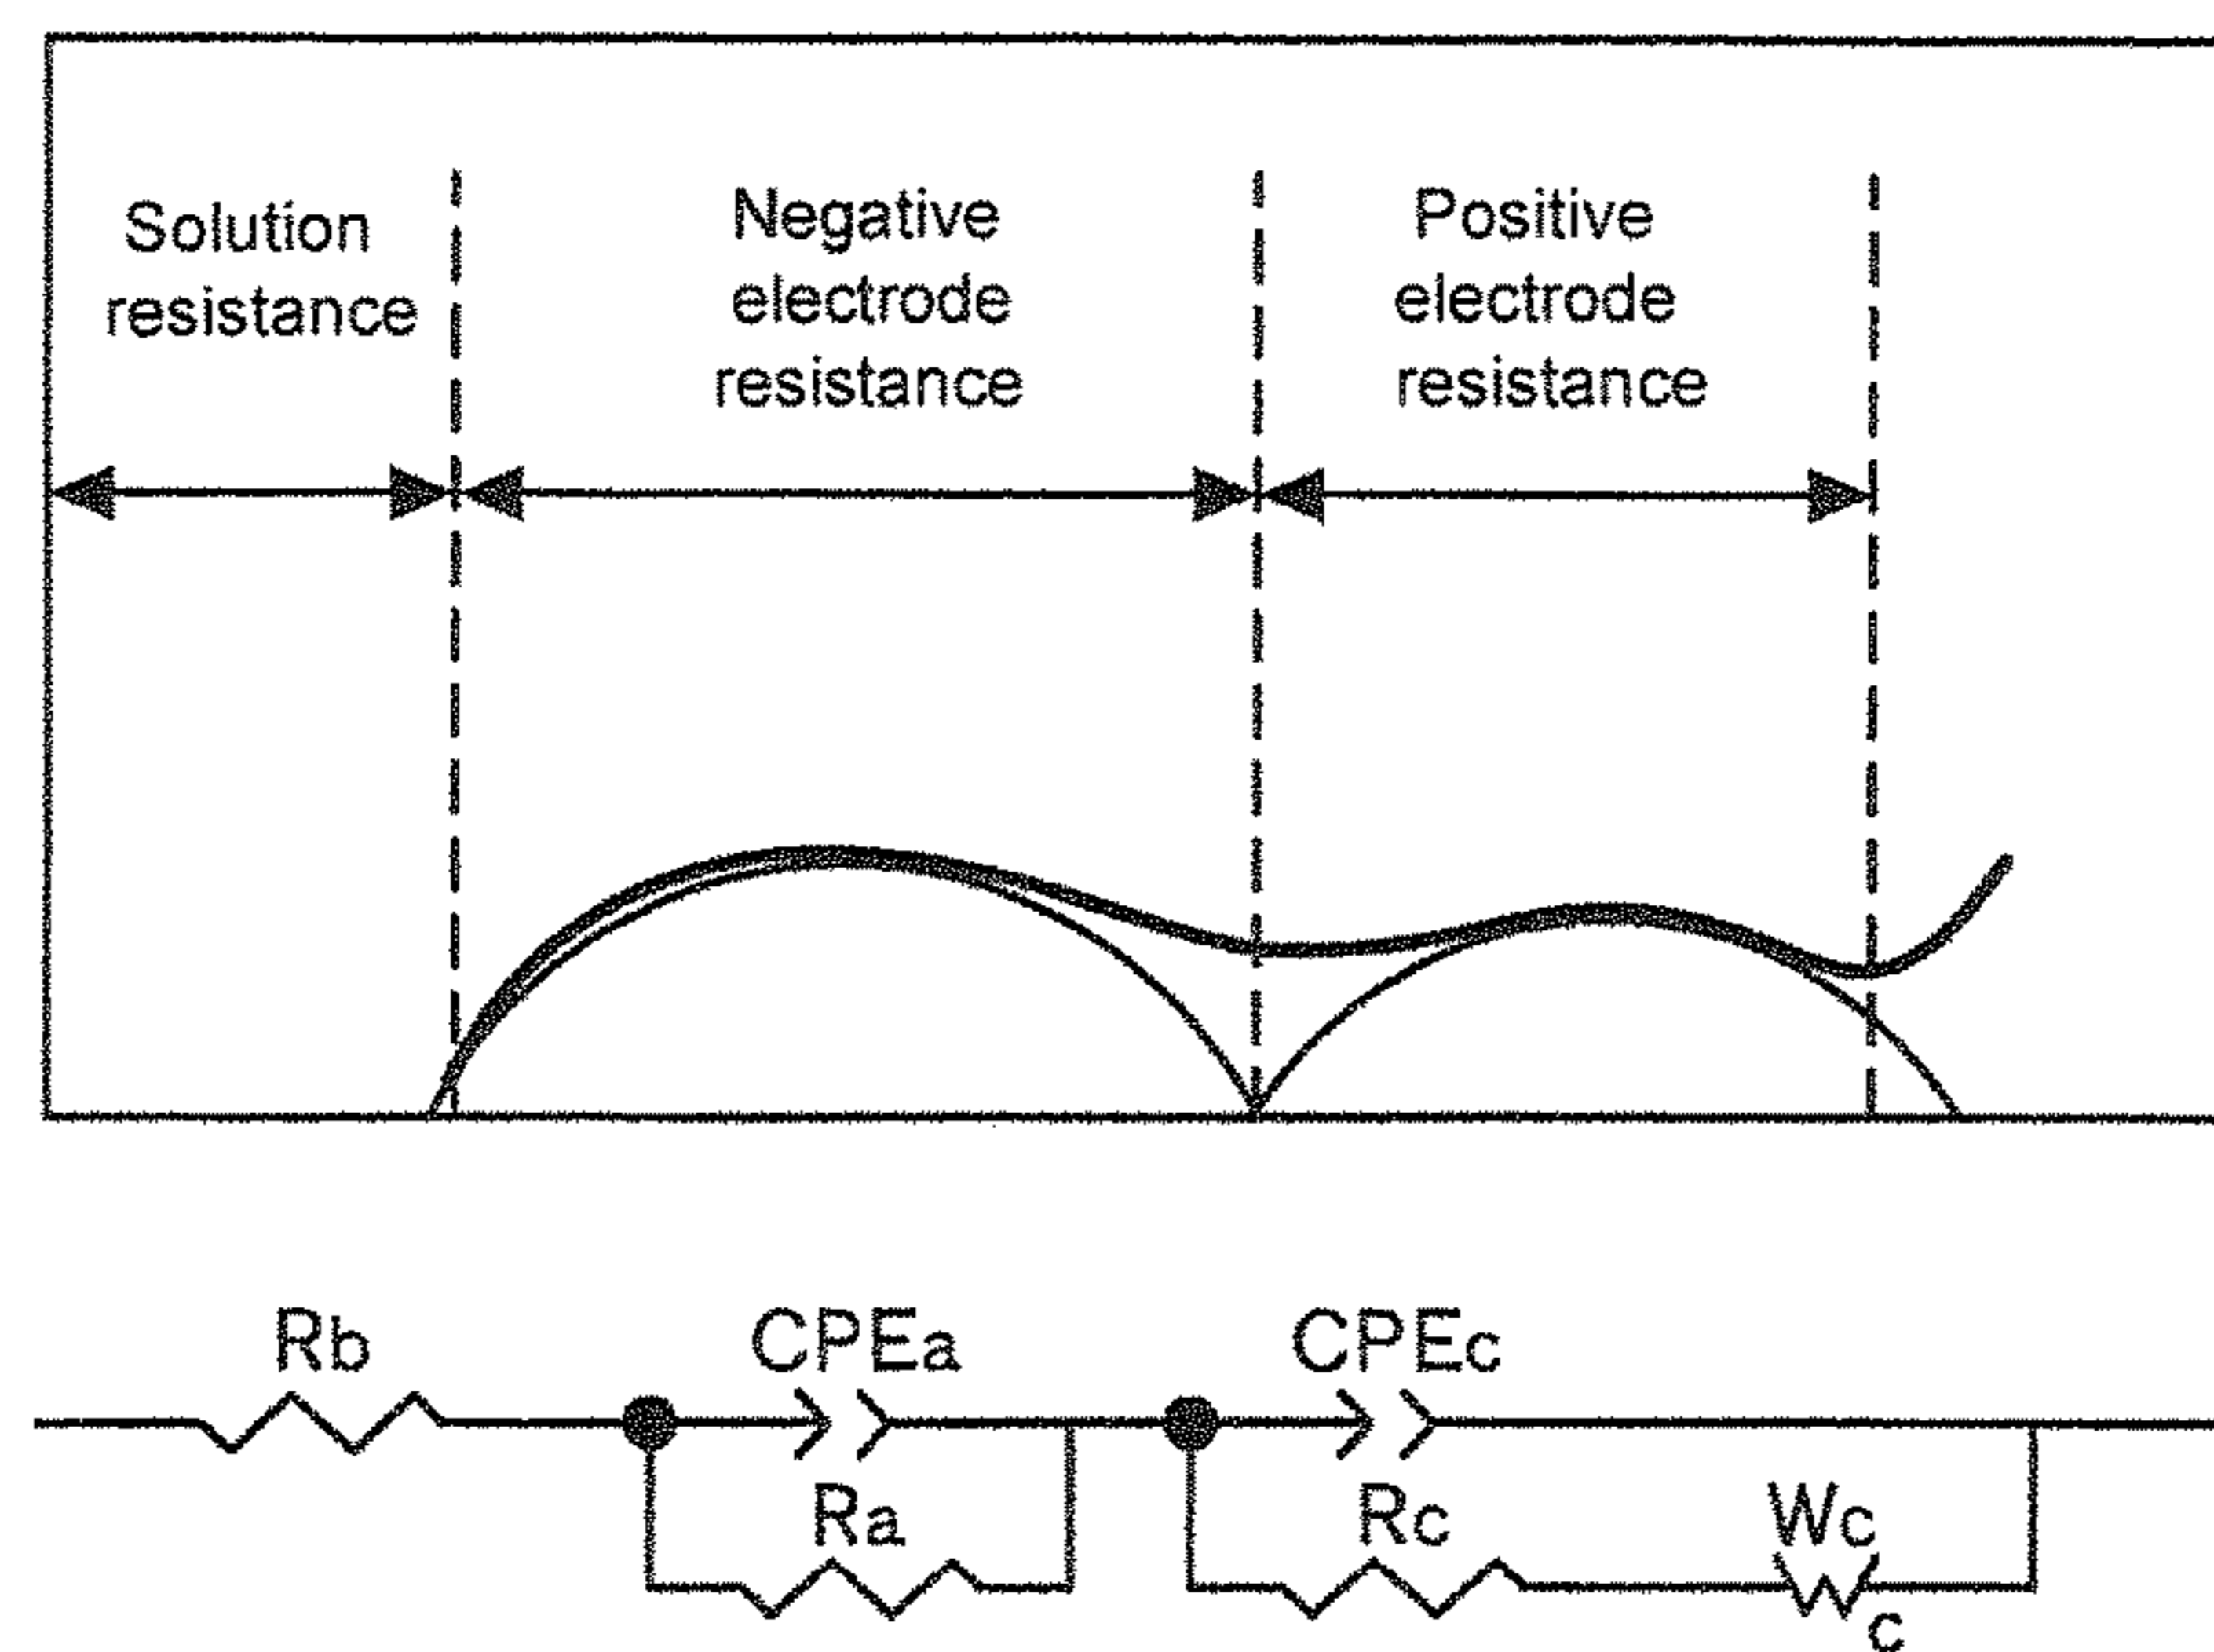 Solution
resistance
Negative
electrode
resistance
Positive
electrode
resistance
Rb
CPEa
CPEc
Ra
Rc
Wc
c